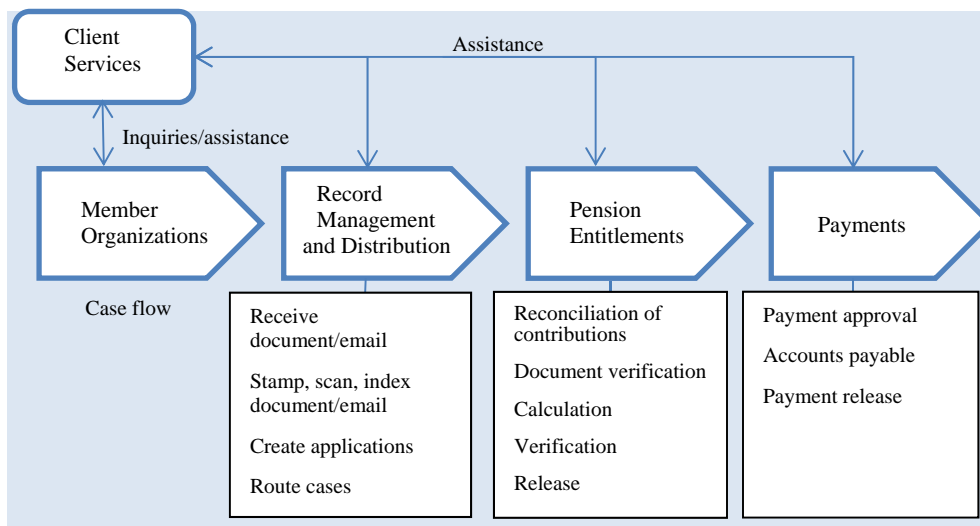 Client
Services
Assistance
Inquiries/assistance
Member
Organizations
Record
Management
and Distribution
Pension
Entitlements
Payments
Case flow
Receive
document/email
Stamp, scan, index
document/email
Create applications
Route cases
Reconciliation of
contributions
Document verification
Calculation
Verification
Release
Payment approval
Accounts payable
Payment release